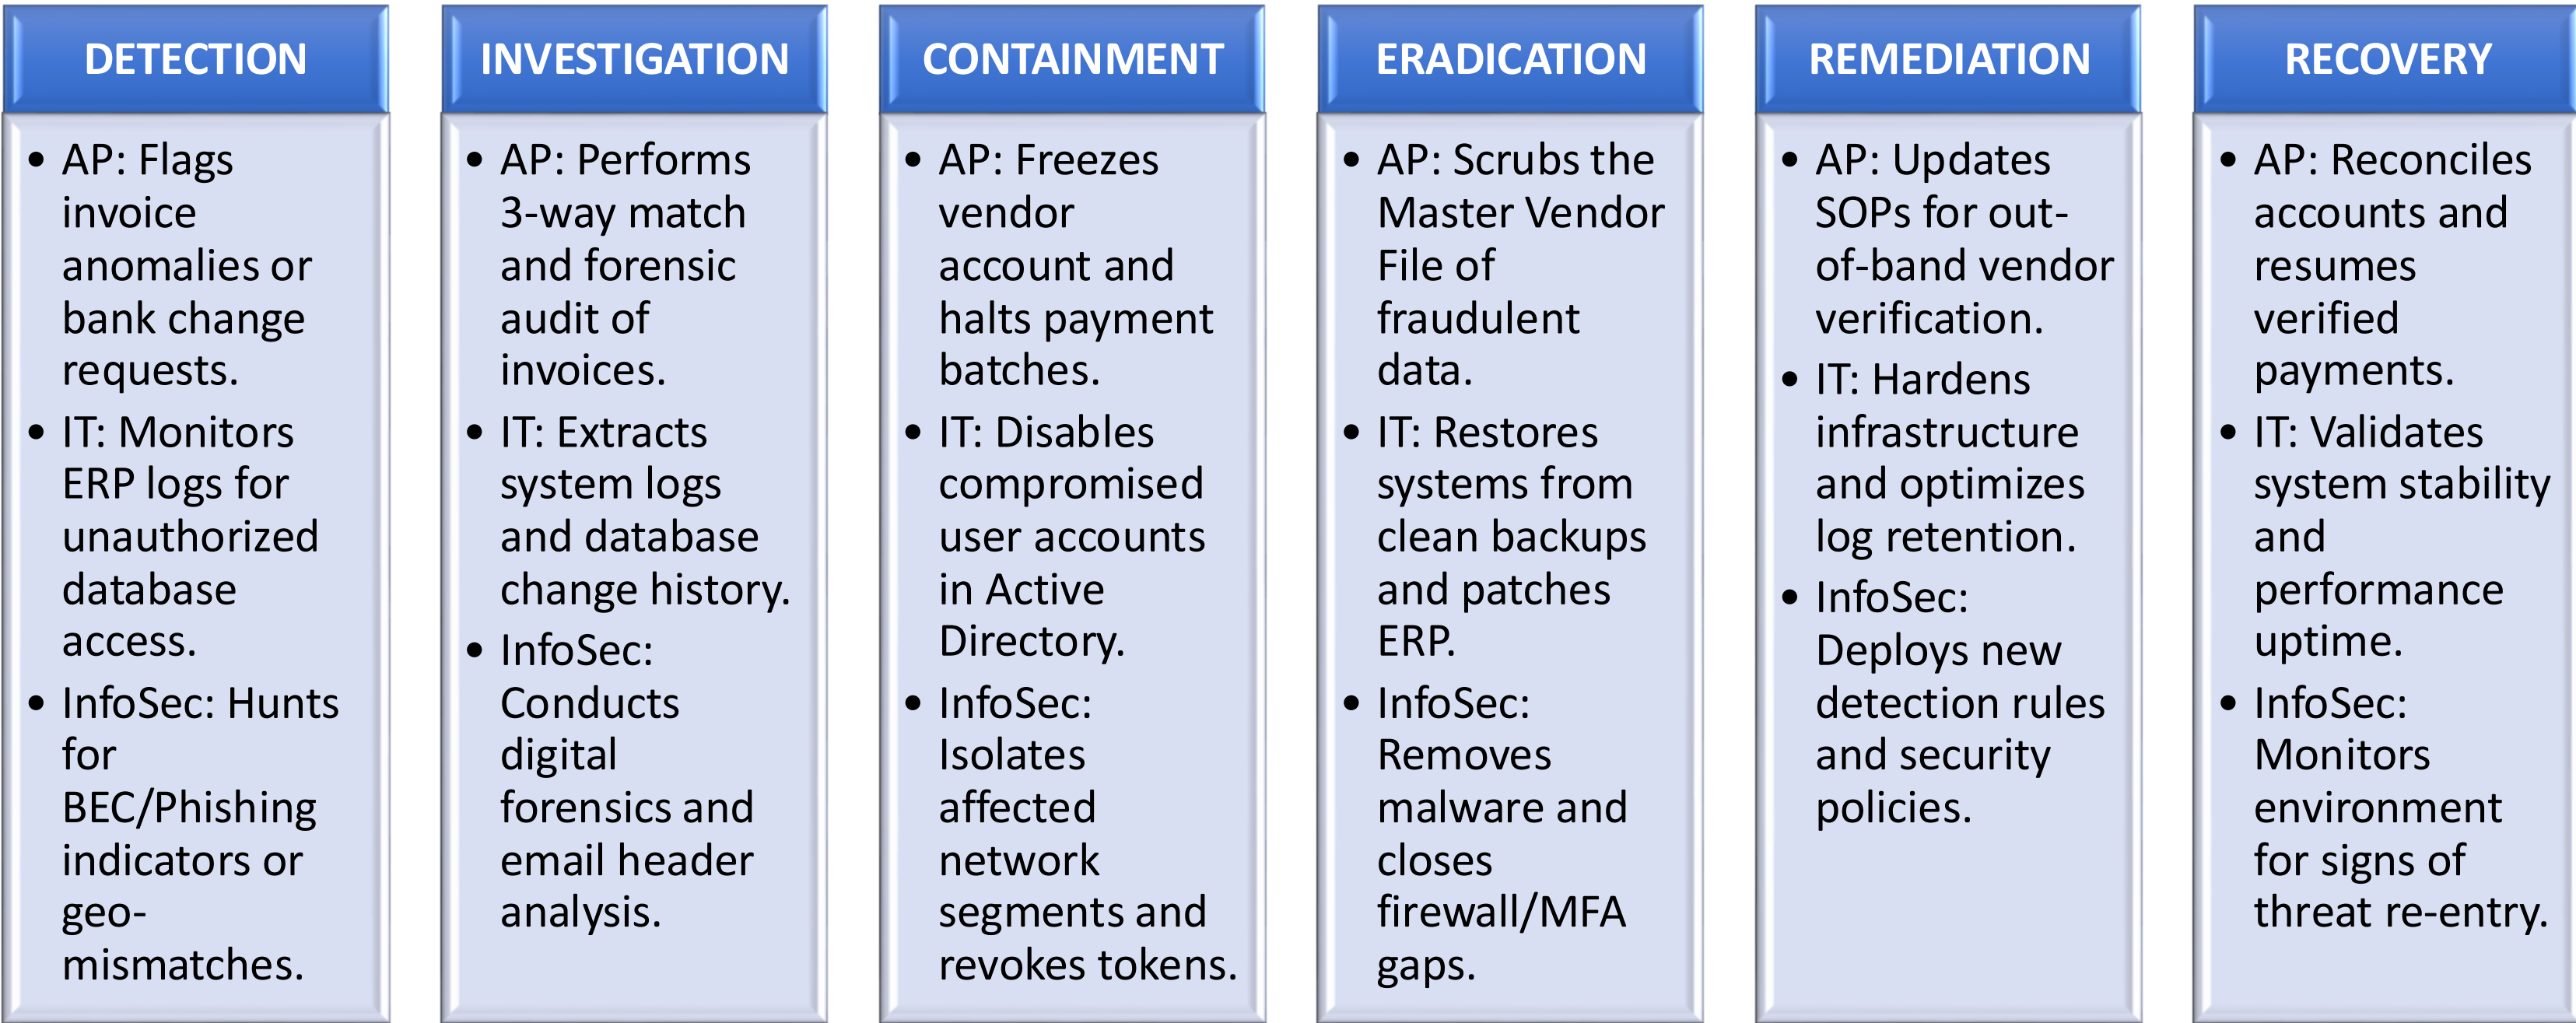 DETECTION
• AP: Flags
invoice
anomalies or
bank change
requests.
• IT: Monitors
ERP logs for
unauthorized
database
access.
• InfoSec: Hunts
for
BEC/Phishing
indicators or
geo-
mismatches.
INVESTIGATION
• AP: Performs
3-way match
and forensic
audit of
invoices.
• IT: Extracts
system logs
and database
change history.
• InfoSec:
Conducts
digital
forensics and
email header
analysis.
CONTAINMENT
• AP: Freezes
vendor
account and
halts payment
batches.
• IT: Disables
compromised
user accounts
in Active
Directory.
• InfoSec:
Isolates
affected
network
segments and
revokes tokens.
ERADICATION
• AP: Scrubs the
Master Vendor
File of
fraudulent
data.
• IT: Restores
systems from
clean backups
and patches
ERP.
• InfoSec:
Removes
malware and
closes
firewall/MFA
gaps.
REMEDIATION
• AP: Updates
SOPs for out-
of-band vendor
verification.
• IT: Hardens
infrastructure
and optimizes
log retention.
• InfoSec:
Deploys new
detection rules
and security
policies.
RECOVERY
• AP: Reconciles
accounts and
resumes
verified
payments.
• IT: Validates
system stability
and
performance
uptime.
• InfoSec:
Monitors
environment
for signs of
threat re-entry.